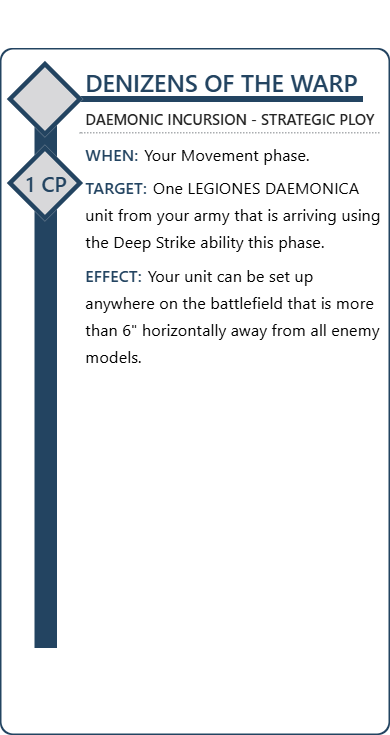 DENIZENS OF THE WARP
DAEMONIC INCURSION - STRATEGIC PLOY
WHEN: Your Movement phase.
1 CP
TARGET: One LEGIONES DAEMONICA
unit from your army that is arriving using
the Deep Strike ability this phase.
EFFECT: Your unit can be set up
anywhere on the battlefield that is more
than 6" horizontally away from all enemy
models.